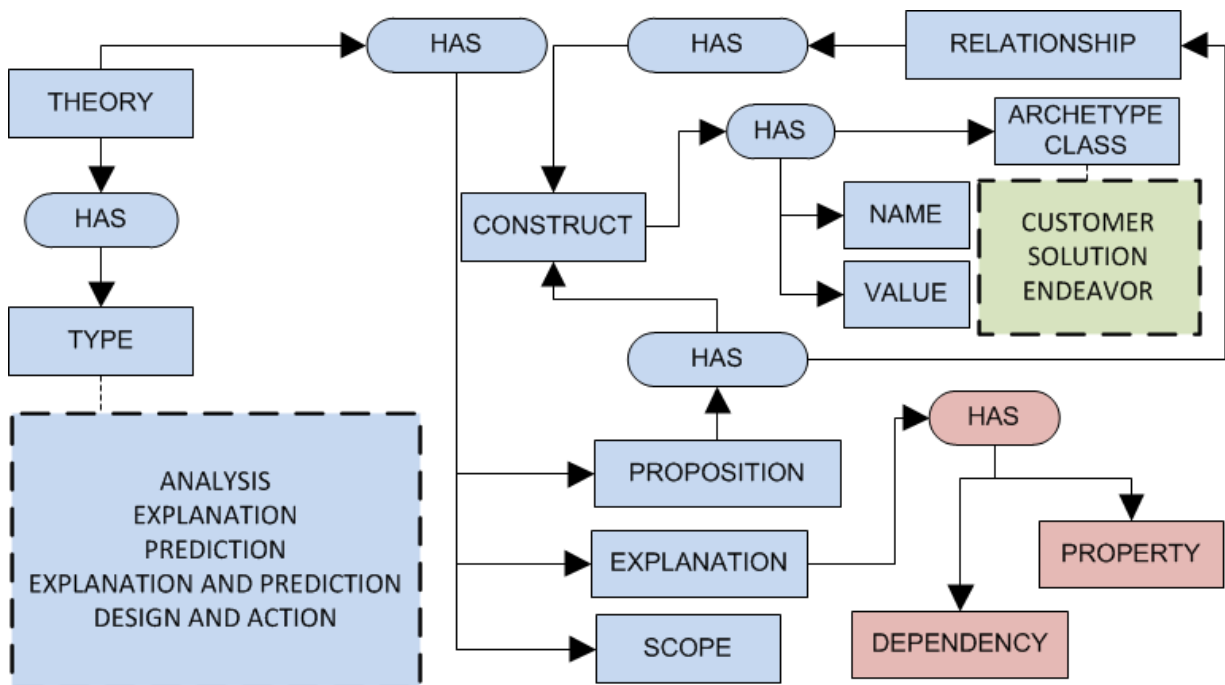 HAS
HAS
RELATIONSHIP
THEORY
HAS
ARCHETYPE
CLASS
HAS
CONSTRUCT
NAME
CUSTOMER
SOLUTION
ENDEAVOR
VALUE
TYPE
HAS
HAS
ANALYSIS
EXPLANATION
PREDICTION
EXPLANATION AND PREDICTION
DESIGN AND ACTION
PROPOSITION
EXPLANATION
PROPERTY
SCOPE
DEPENDENCY